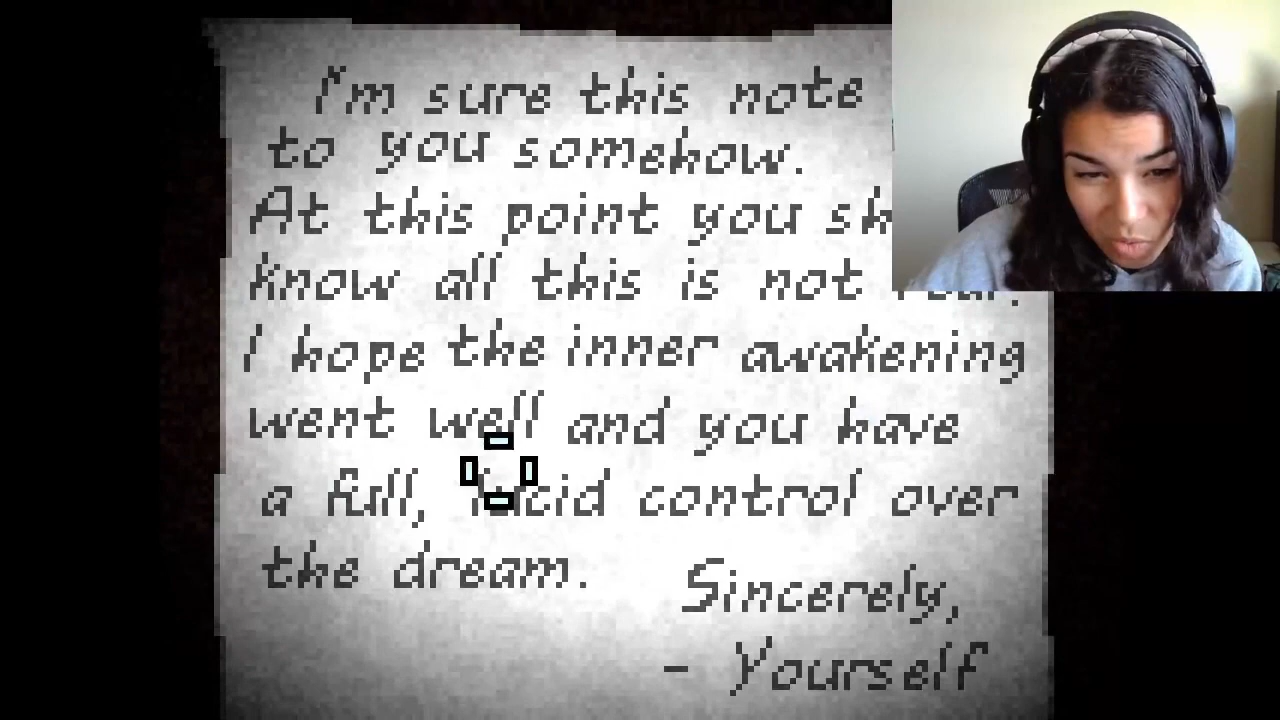 I'm sure this note
to you somehow.
At this point you sh
know all this is not
I hope the inner awakening
went well and you have
a full, lucid control over
the dream.
Sincerely,
- Yourself